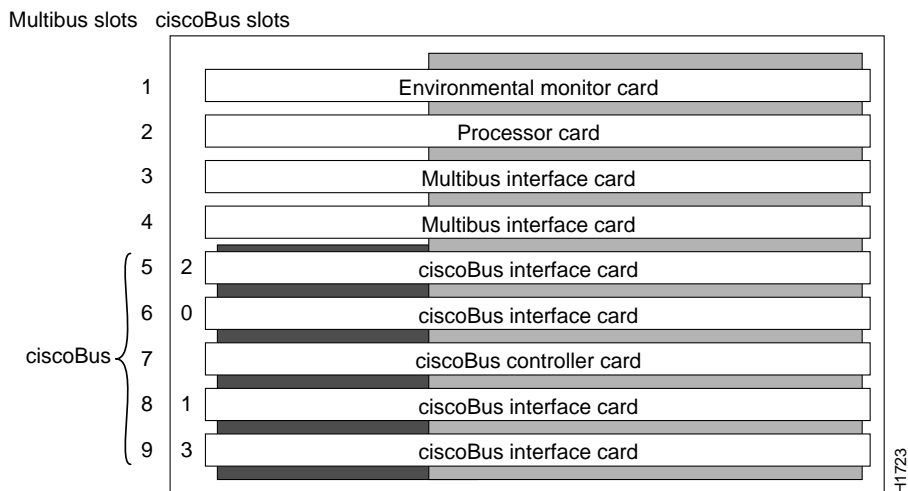 Multibus slots ciscoBus slots
1 Environmental monitor card
2 Processor card
3 Multibus interface card
4 Multibus interface card
5 2 ciscoBus interface card
6 0 ciscoBus interface card
ciscoBus 7 ciscoBus controller card
8 1 ciscoBus interface card
9 3 ciscoBus interface card
H1723